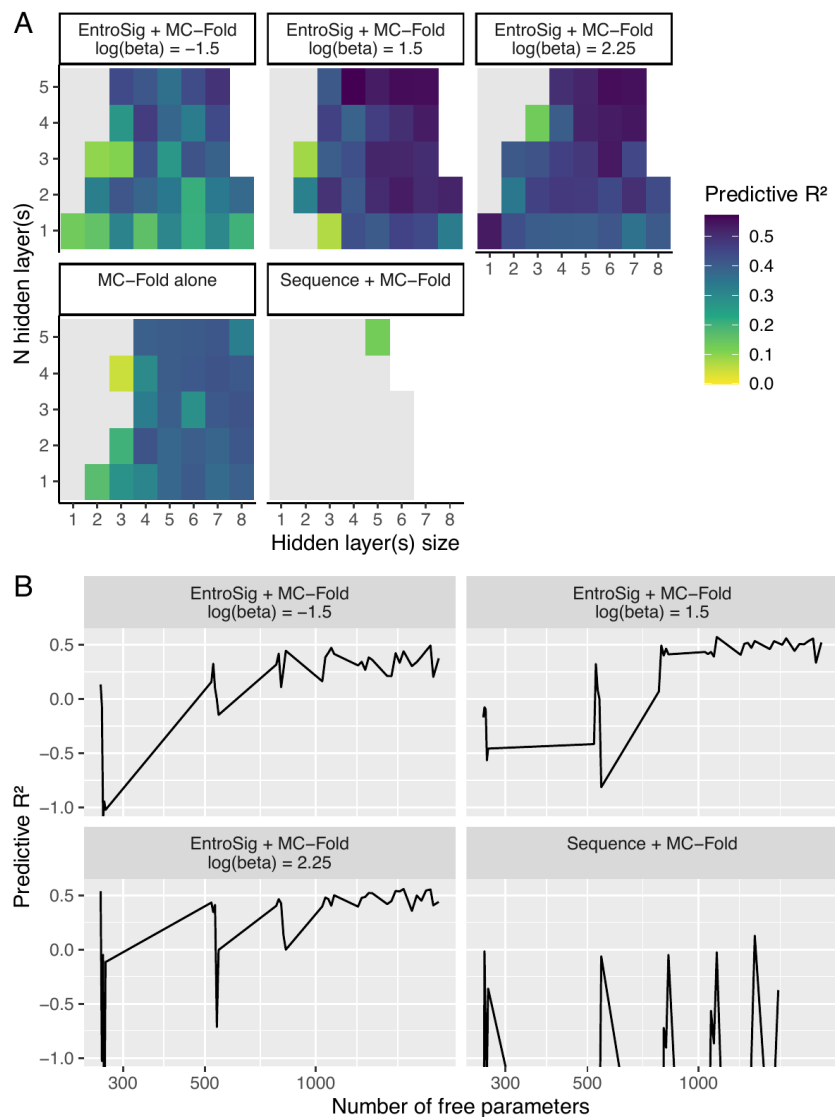 A
EntroSig + MC−Fold
log(beta) = −1.5
EntroSig + MC−Fold
log(beta) = 1.5
EntroSig + MC−Fold
log(beta) = 2.25
5
4
3
2
1
1 2 3 4 5 6 7 8
Predictive R²
0.5
0.4
0.3
0.2
0.1
0.0
N hidden layer(s)
MC−Fold alone
Sequence + MC−Fold
5
4
3
2
1
1 2 3 4 5 6 7 8
1 2 3 4 5 6 7 8
Hidden layer(s) size
B
EntroSig + MC−Fold
log(beta) = −1.5
EntroSig + MC−Fold
log(beta) = 1.5
0.5
0.0
−0.5
−1.0
Predictive R²
EntroSig + MC−Fold
log(beta) = 2.25
Sequence + MC−Fold
0.5
0.0
−0.5
−1.0
300 500 1000
300 500 1000
Number of free parameters